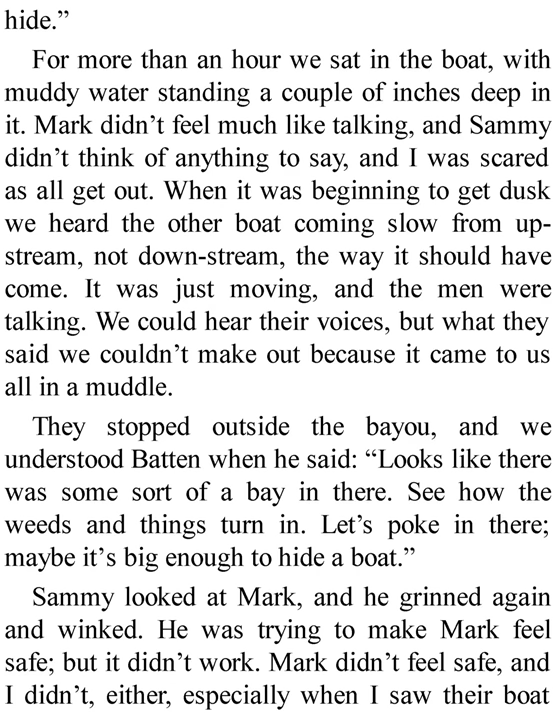 hide.”
For more than an hour we sat in the boat, with
muddy water standing a couple of inches deep in
it. Mark didn’t feel much like talking, and Sammy
didn’t think of anything to say, and I was scared
as all get out. When it was beginning to get dusk
we heard the other boat coming slow from up-
stream, not down-stream, the way it should have
come. It was just moving, and the men were
talking. We could hear their voices, but what they
said we couldn’t make out because it came to us
all in a muddle.
They stopped outside the bayou, and we
understood Batten when he said: “Looks like there
was some sort of a bay in there. See how the
weeds and things turn in. Let’s poke in there;
maybe it’s big enough to hide a boat.”
Sammy looked at Mark, and he grinned again
and winked. He was trying to make Mark feel
safe; but it didn’t work. Mark didn’t feel safe, and
I didn’t, either, especially when I saw their boat